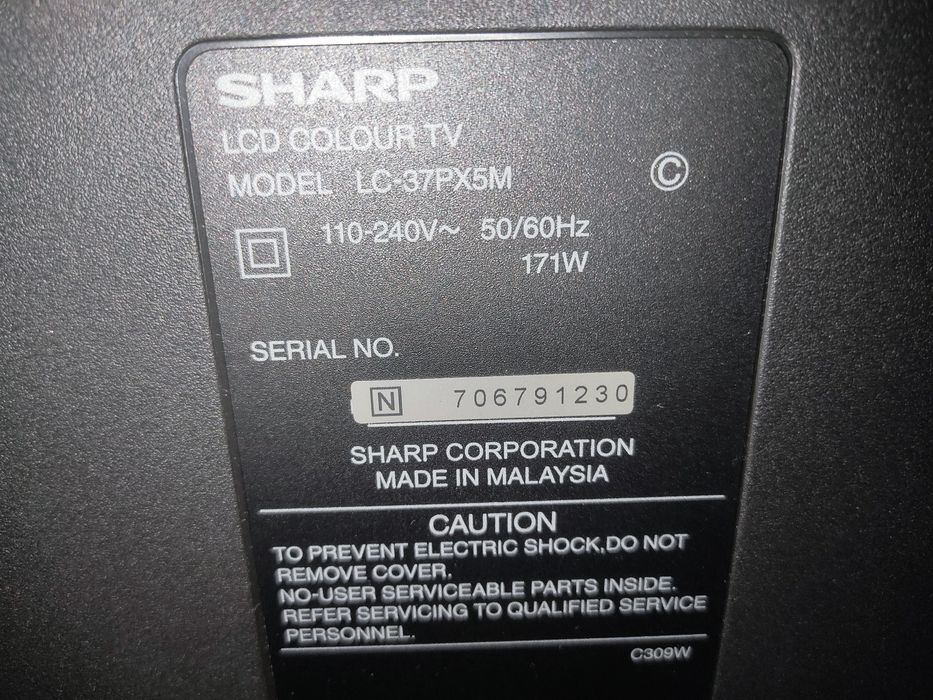 SHARP
LCD COLOUR TV
MODEL LC-37PX5M
©
110-240V~ 50/60Hz
171W
SERIAL NO.
N 706791230
SHARP CORPORATION
MADE IN MALAYSIA
CAUTION
TO PREVENT ELECTRIC SHOCK,DO NOT
REMOVE COVER.
NO-USER SERVICEABLE PARTS INSIDE.
REFER SERVICING TO QUALIFIED SERVICE
PERSONNEL.
C309W